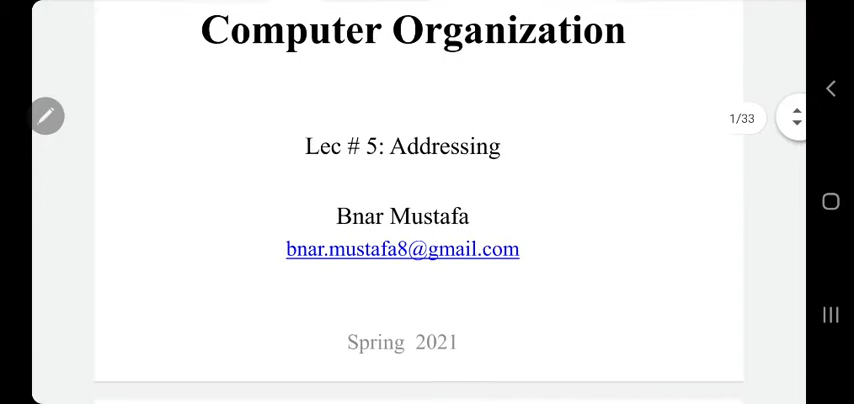 Computer Organization
Lec # 5: Addressing
1/33
Bnar Mustafa
bnar.mustafa8@gmail.com
Spring 2021